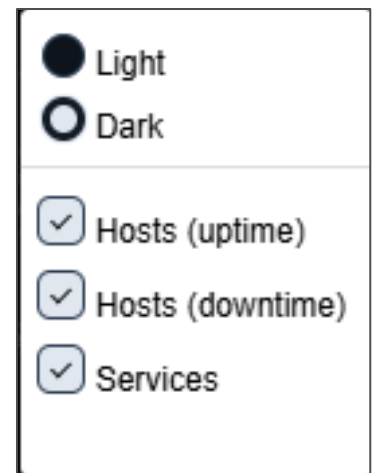 Light
Dark
Hosts (uptime)
Hosts (downtime)
Services